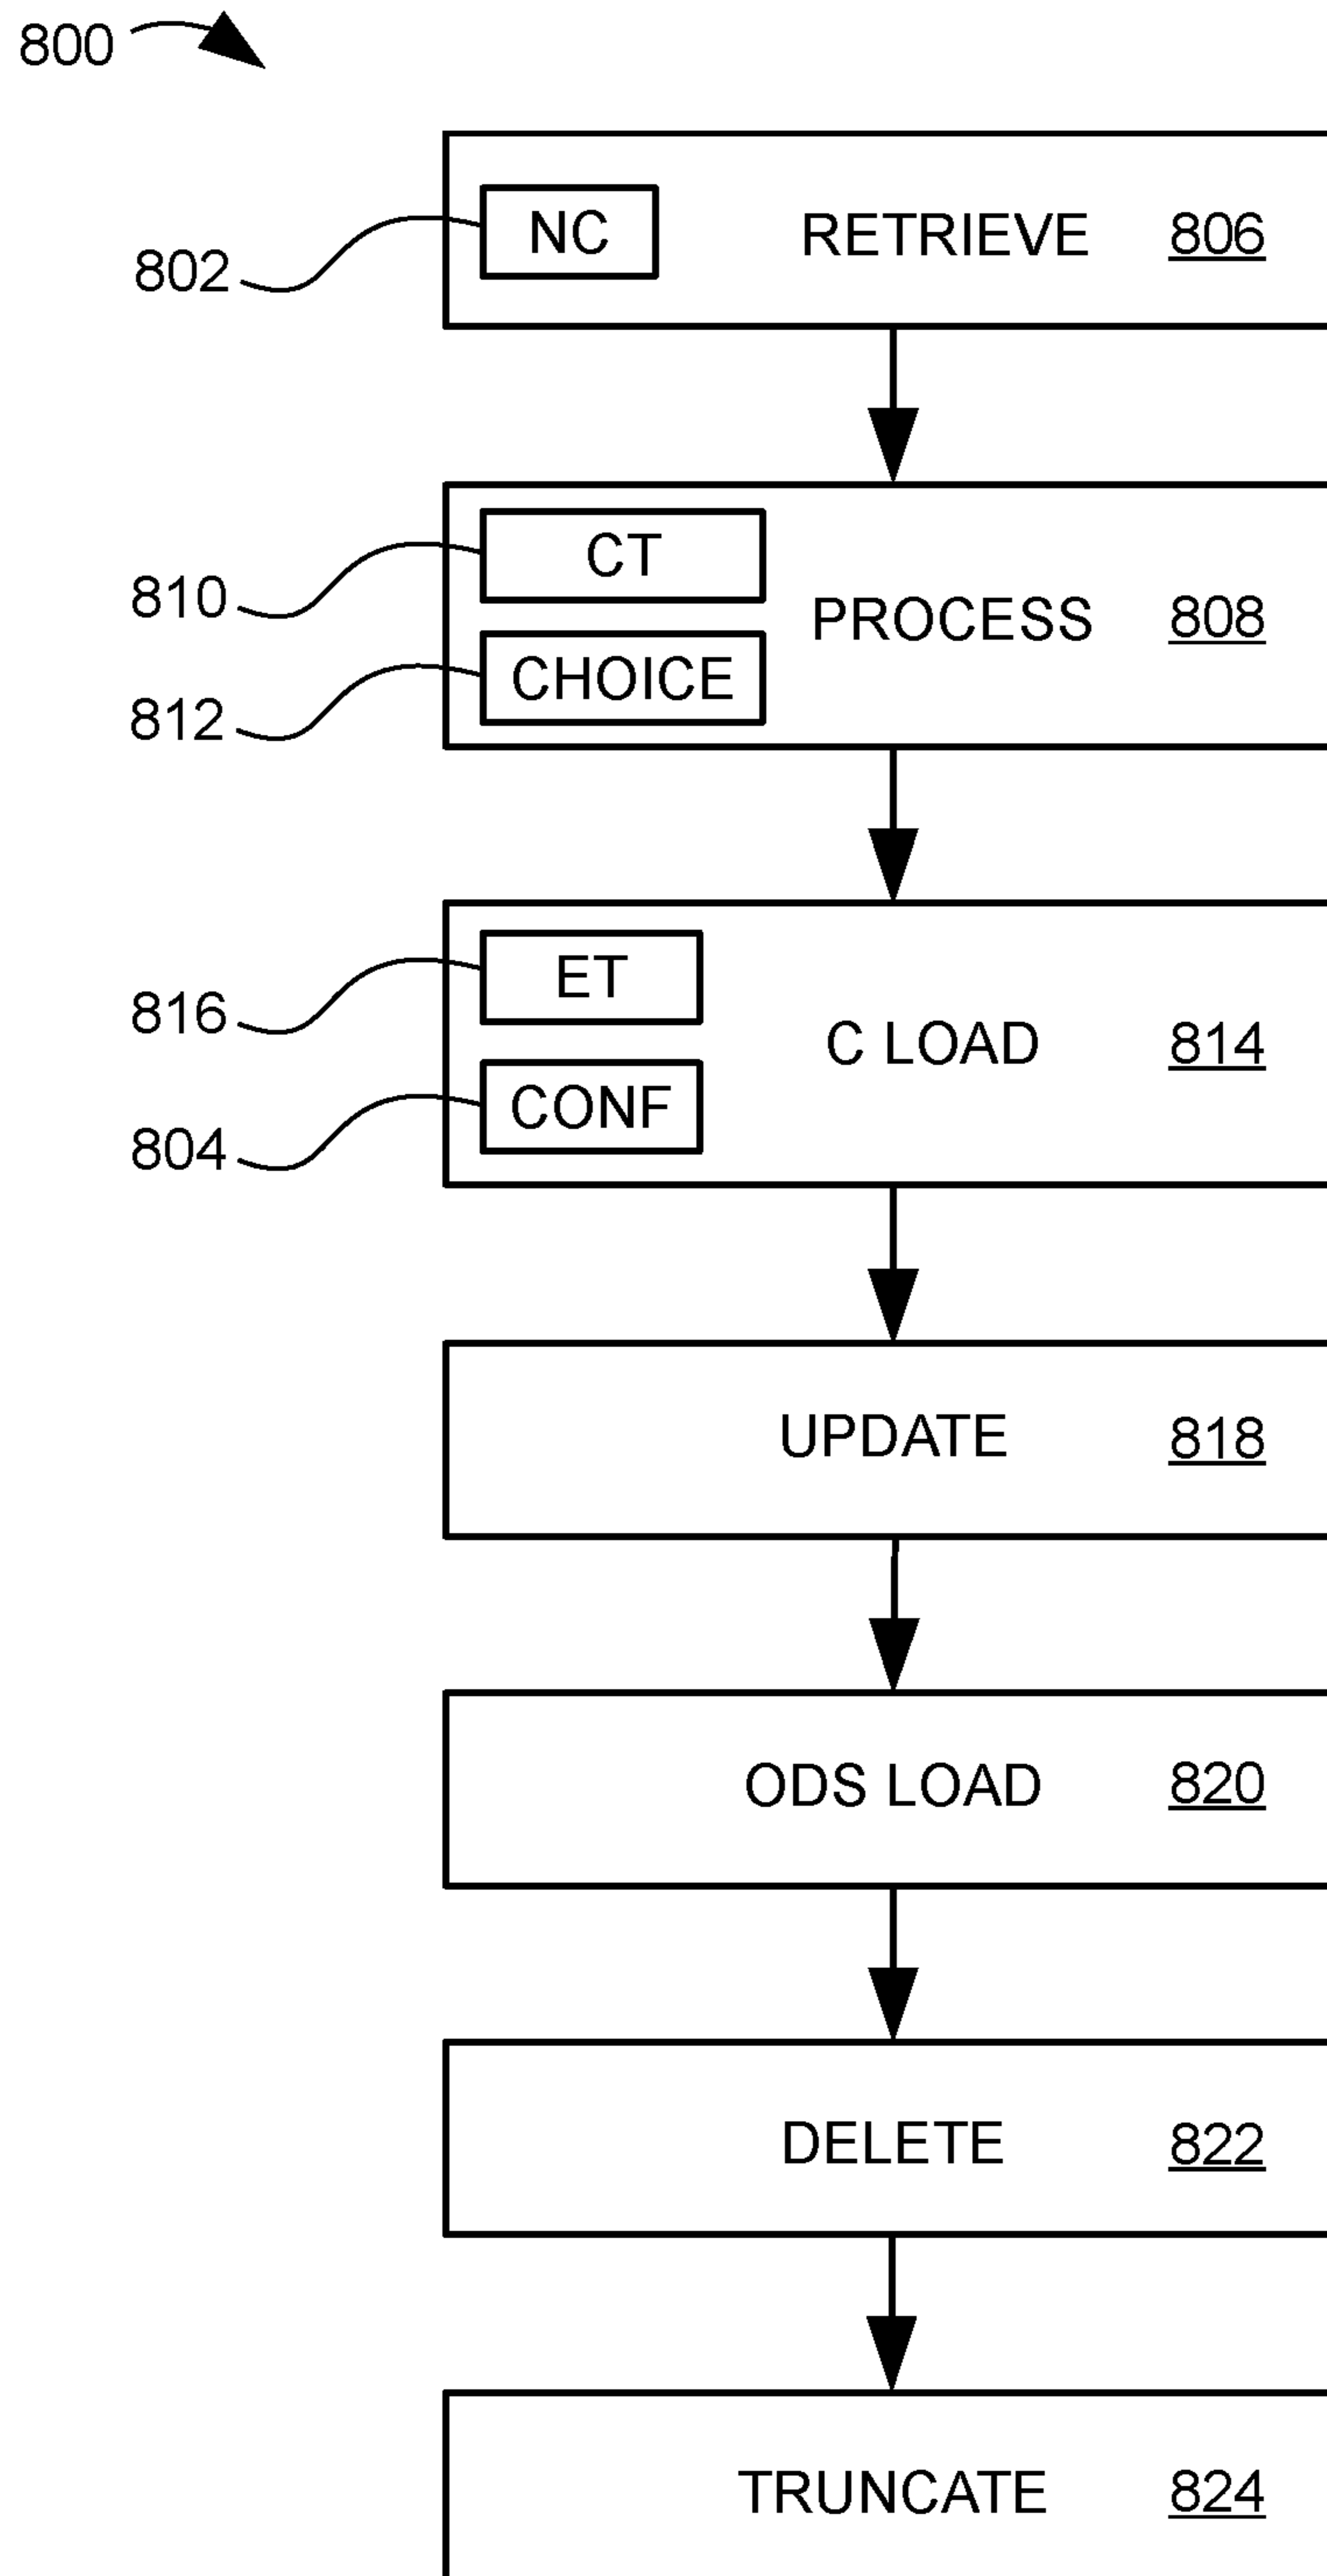 800
NC RETRIEVE 806
802
CT
810 PROCESS 808
CHOICE
812
ET
816 C LOAD 814
CONF
804
UPDATE 818
ODS LOAD 820
DELETE 822
TRUNCATE 824